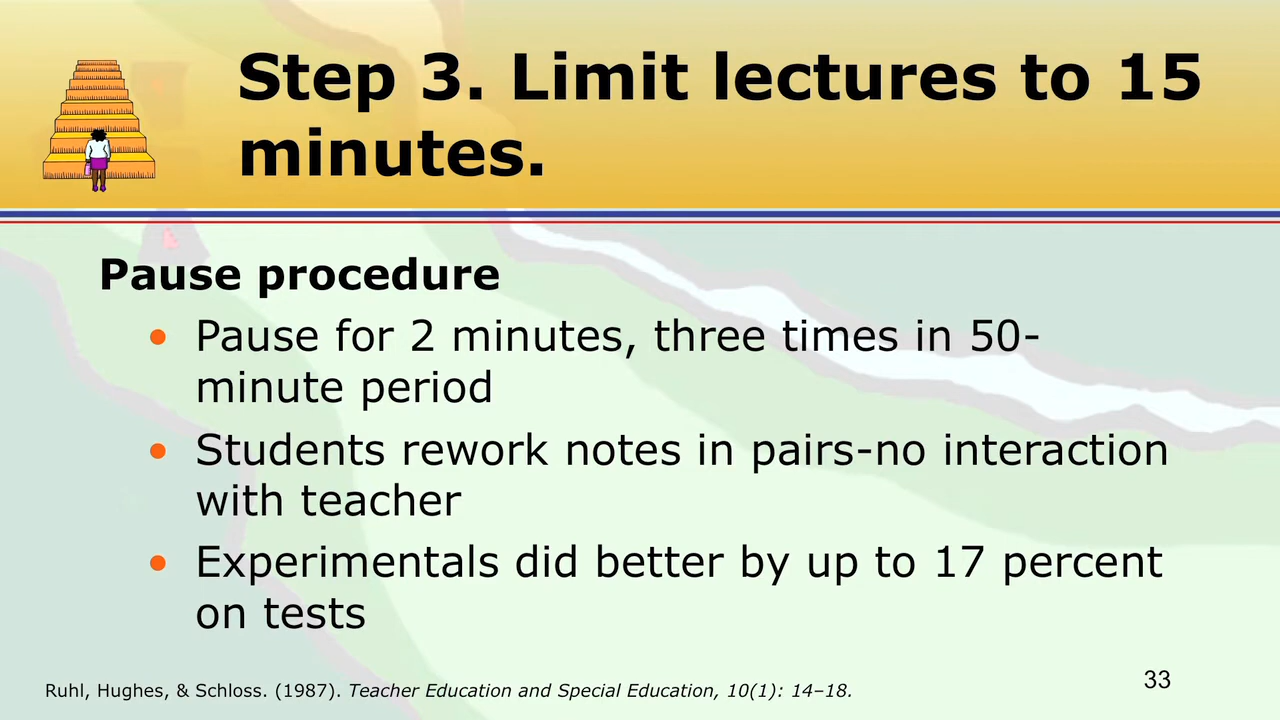 Step 3. Limit lectures to 15
minutes.
Pause procedure
• Pause for 2 minutes, three times in 50-
minute period
• Students rework notes in pairs-no interaction
with teacher
• Experimentals did better by up to 17 percent
on tests
Ruhl, Hughes, & Schloss. (1987). Teacher Education and Special Education, 10(1): 14–18.
33